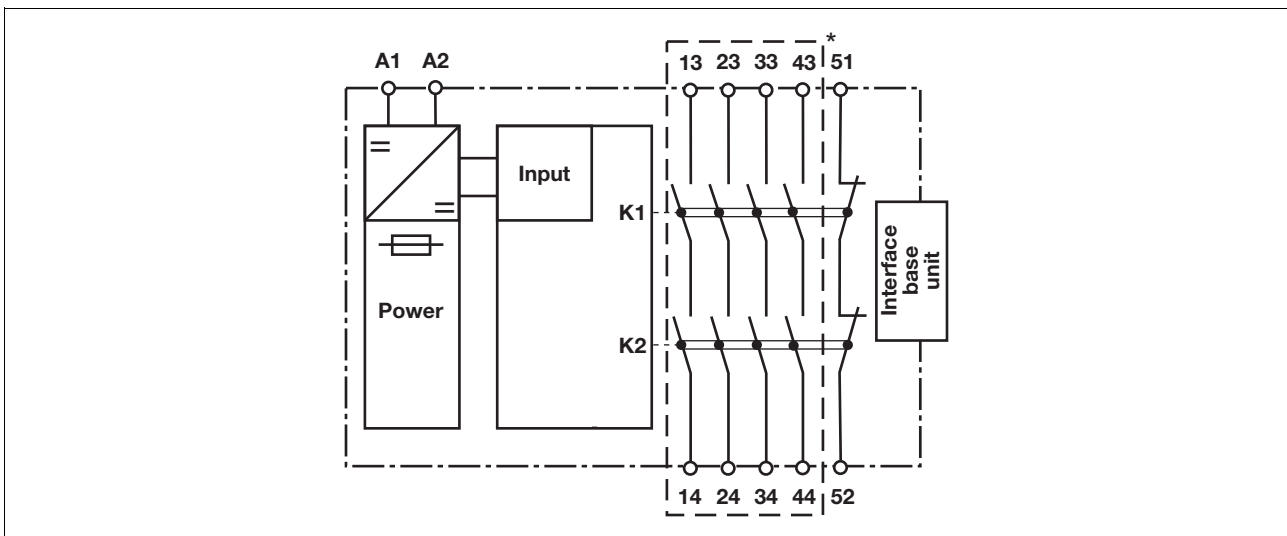 A1 A2 13 23 33 43 * 51
Input
K1
Interface
base
unit
Power
K2
14 24 34 44 52